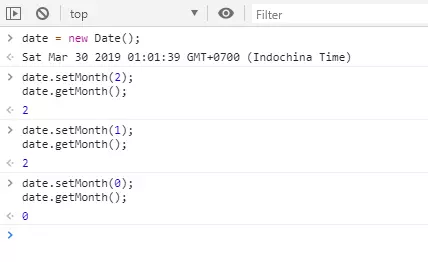 top
Filter
> date = new Date();
< Sat Mar 30 2019 01:01:39 GMT+0700 (Indochina Time)
> date.setMonth(2);
date.getMonth();
< 2
> date.setMonth(1);
date.getMonth();
< 2
> date.setMonth(0);
date.getMonth();
< 0
>